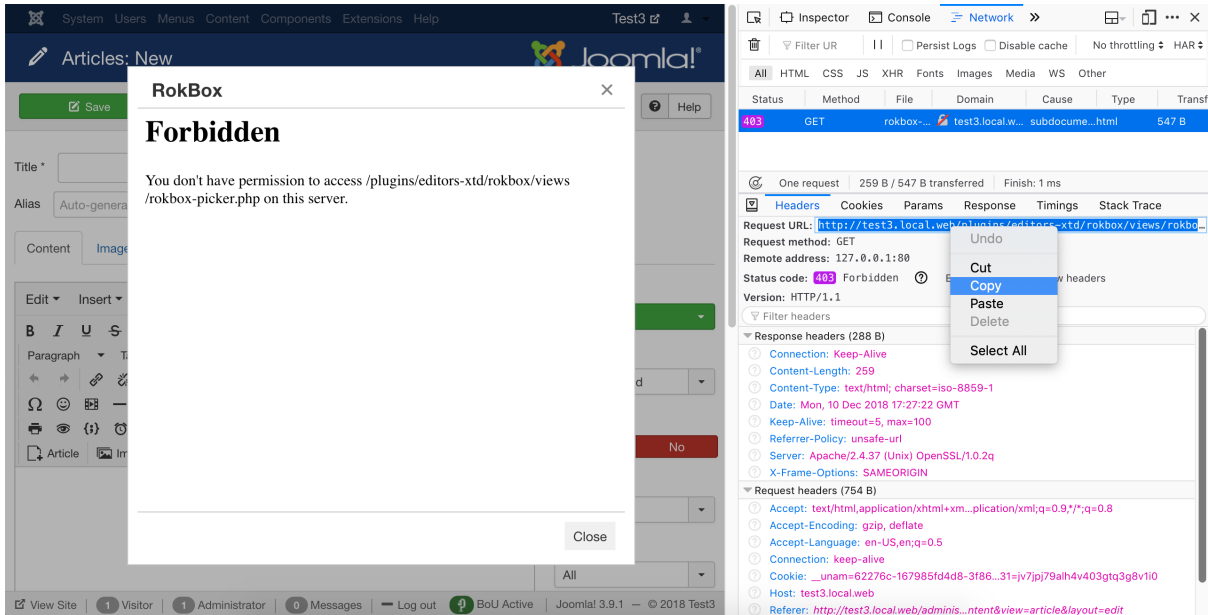 System Users Menus Content Components Extensions Help Test3
Articles: New Joomla!®
Save Help
RokBox ×
Forbidden
You don't have permission to access /plugins/editors-xtd/rokbox/views
/rokbox-picker.php on this server.
Title *
Alias Auto-genera
Content Image
Edit Insert
B I U S
Paragraph
Article Im
No
Close
All
View Site 1 Visitor 1 Administrator 0 Messages Log out BoU Active Joomla! 3.9.1 — © 2018 Test3
Inspector Console Network
Filter UR Persist Logs Disable cache No throttling HAR
All HTML CSS JS XHR Fonts Images Media WS Other
Status Method File Domain Cause Type Transf
403 GET rokbox-... test3.local.w... subdocume... html 547 B
One request 259 B / 547 B transferred Finish: 1 ms
Headers Cookies Params Response Timings Stack Trace
Request URL: http://test3.local.web/plugins/editors-xtd/rokbox/views/rokbo…
Request method: GET
Remote address: 127.0.0.1:80
Status code: 403 Forbidden E w headers
Version: HTTP/1.1
Filter headers
Undo
Cut
Copy
Paste
Delete
Select All
Response headers (288 B)
Connection: Keep-Alive
Content-Length: 259
Content-Type: text/html; charset=iso-8859-1
Date: Mon, 10 Dec 2018 17:27:22 GMT
Keep-Alive: timeout=5, max=100
Referrer-Policy: unsafe-url
Server: Apache/2.4.37 (Unix) OpenSSL/1.0.2q
X-Frame-Options: SAMEORIGIN
Request headers (754 B)
Accept: text/html,application/xhtml+xm...plication/xml;q=0.9,*/*;q=0.8
Accept-Encoding: gzip, deflate
Accept-Language: en-US,en;q=0.5
Connection: keep-alive
Cookie: __unam=62276c-167985fd4d8-3f86...31=jv7jpj79alh4v403gtq3g8v1i0
Host: test3.local.web
Referer: http://test3.local.web/adminis...ntent&view=article&layout=edit